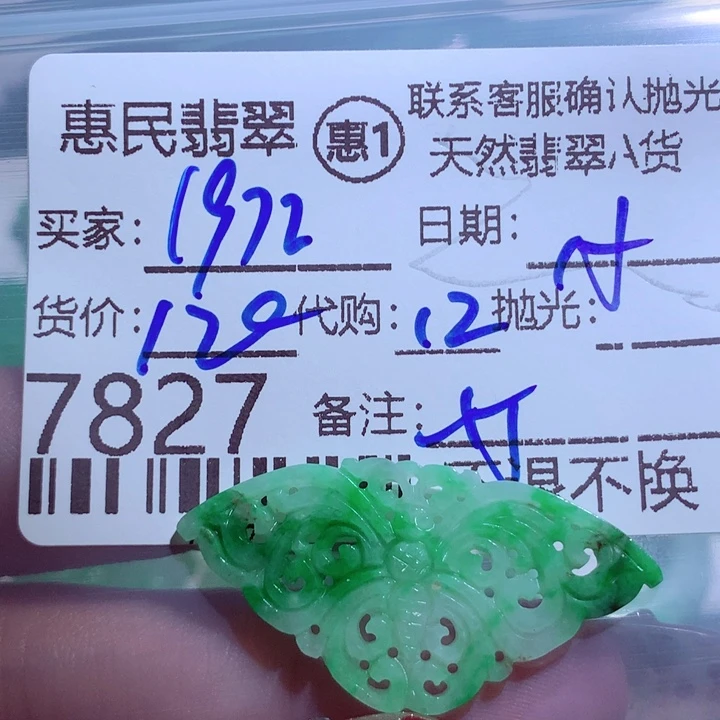 惠民翡翠 惠1 联系客服确认抛光
天然翡翠A货
买家: 1972 日期:
货价: 120 代购: 12 抛光:
7827 备注:
不退不换